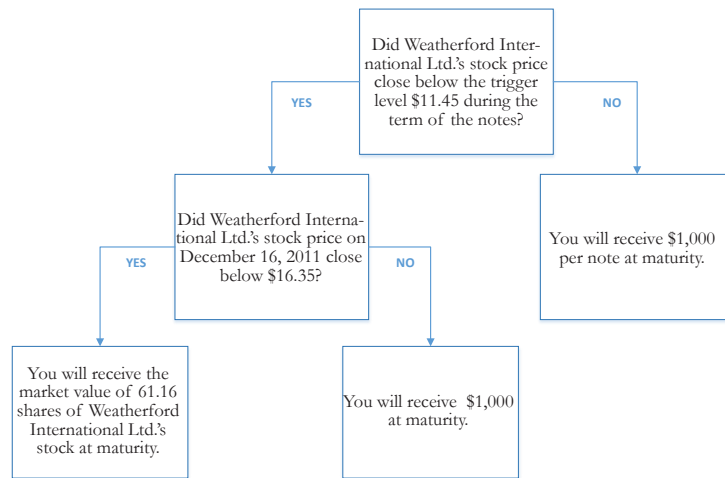 Did Weatherford Inter-
national Ltd.'s stock price
close below the trigger
level $11.45 during the
term of the notes?
YES
NO
Did Weatherford Interna-
tional Ltd.'s stock price on
December 16, 2011 close
below $16.35?
You will receive $1,000
per note at maturity.
YES
NO
You will receive the
market value of 61.16
shares of Weatherford
International Ltd.'s
stock at maturity.
You will receive $1,000
at maturity.